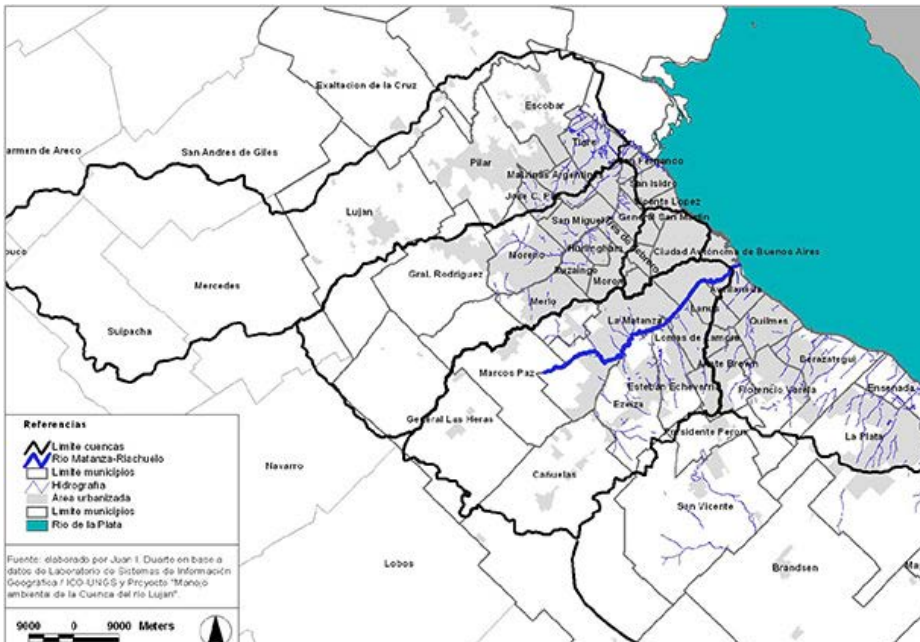 Exaltacion de la Cruz
Escobar
armen de Areco
San Andres de Giles
Tigre
Pilar
San Fernando
Malvinas Argentin
San Isidro
Jose C. P
Vicente Lopez
Lujan
San Miguel
General San Martin
Tres de Febrero
Ciudad Autónoma de Buenos Aires
Hurlingham
Moreno
Gral. Rodriguez
Ituzaingo
Moron
Mercedes
Avellaneda
Merlo
Lanus
La Matanza
Quilmes
Suipacha
Lomas de Zamora
Berazategui
Marcos Paz
Esteban Echeverria
Florencio Varela
Ensenada
Ezeiza
General Las Heras
Presidente Peron
La Plata
Navarro
Cañuelas
San Vicente
Lobos
Brandsen
Referencias
Limite cuencas
Rio Matanza-Riachuelo
Limite municipios
Hidrografia
Area urbanizada
Limite municipios
Rio de la Plata
Fuente: elaborado por Juan I. Duarte en base a
datos de Laboratorio de Sistemas de Información
Geográfica / ICO-UNGS y Proyecto "Manejo
ambiental de la Cuenca del río Lujan".
9000 0 9000 Meters